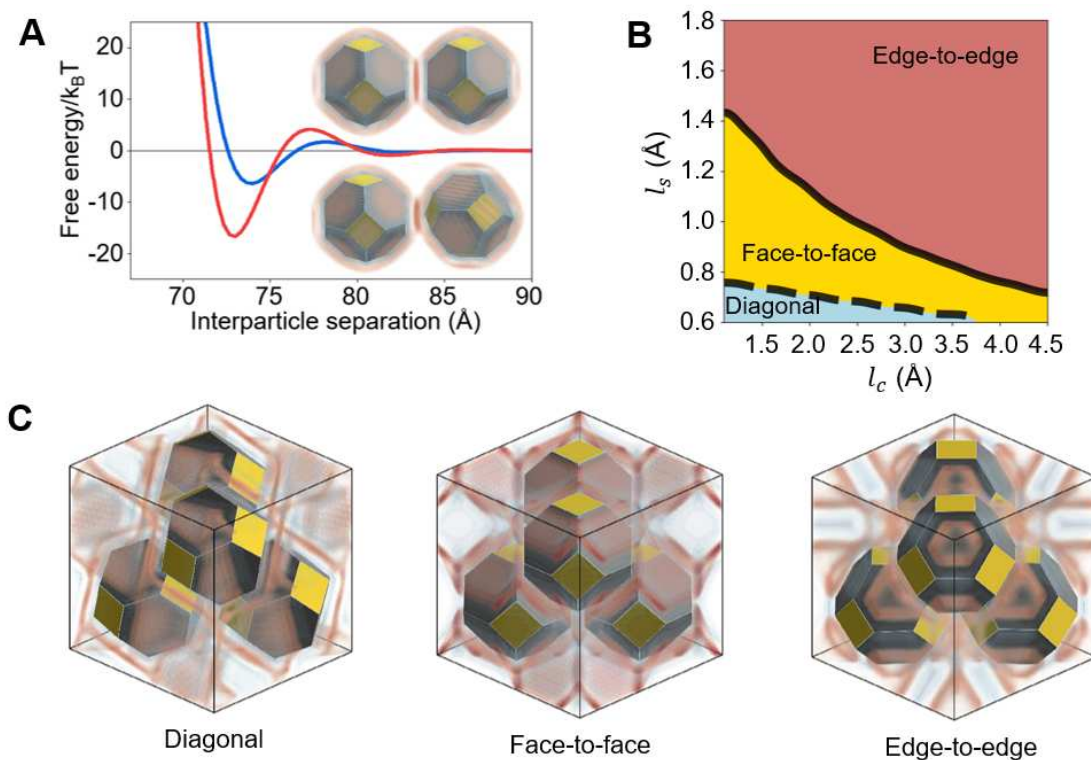 A
Free energy/k_BT
20
10
0
-10
-20
70 75 80 85 90
Interparticle separation (Å)
B
l_s (Å)
1.8
1.6
1.4
1.2
1.0
0.8
0.6
Edge-to-edge
Face-to-face
Diagonal
1.5 2.0 2.5 3.0 3.5 4.0 4.5
l_c (Å)
C
Diagonal
Face-to-face
Edge-to-edge